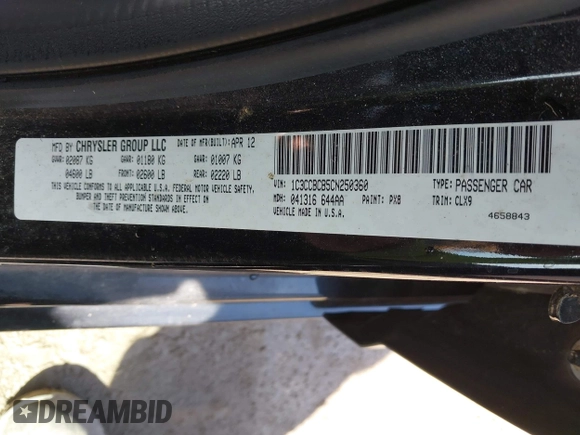 MFD BY CHRYSLER GROUP LLC DATE OF MFR(BUILT):APR 12
GVWR: 02087 KG GAWR: 01180 KG GAWR: 01007 KG
04600 LB FRONT: 02600 LB REAR: 02220 LB
THIS VEHICLE CONFORMS TO ALL APPLICABLE U.S.A. FEDERAL MOTOR VEHICLE SAFETY,
BUMPER AND THEFT PREVENTION STANDARDS IN EFFECT ON
THE DATE OF MANUFACTURE SHOWN ABOVE.
VIN: 1C3CCBCB5CN250360 TYPE: PASSENGER CAR
MDH: 041316 644AA PAINT: PX8 TRIM: CLX9
VEHICLE MADE IN U.S.A. 4658843
DREAMBID